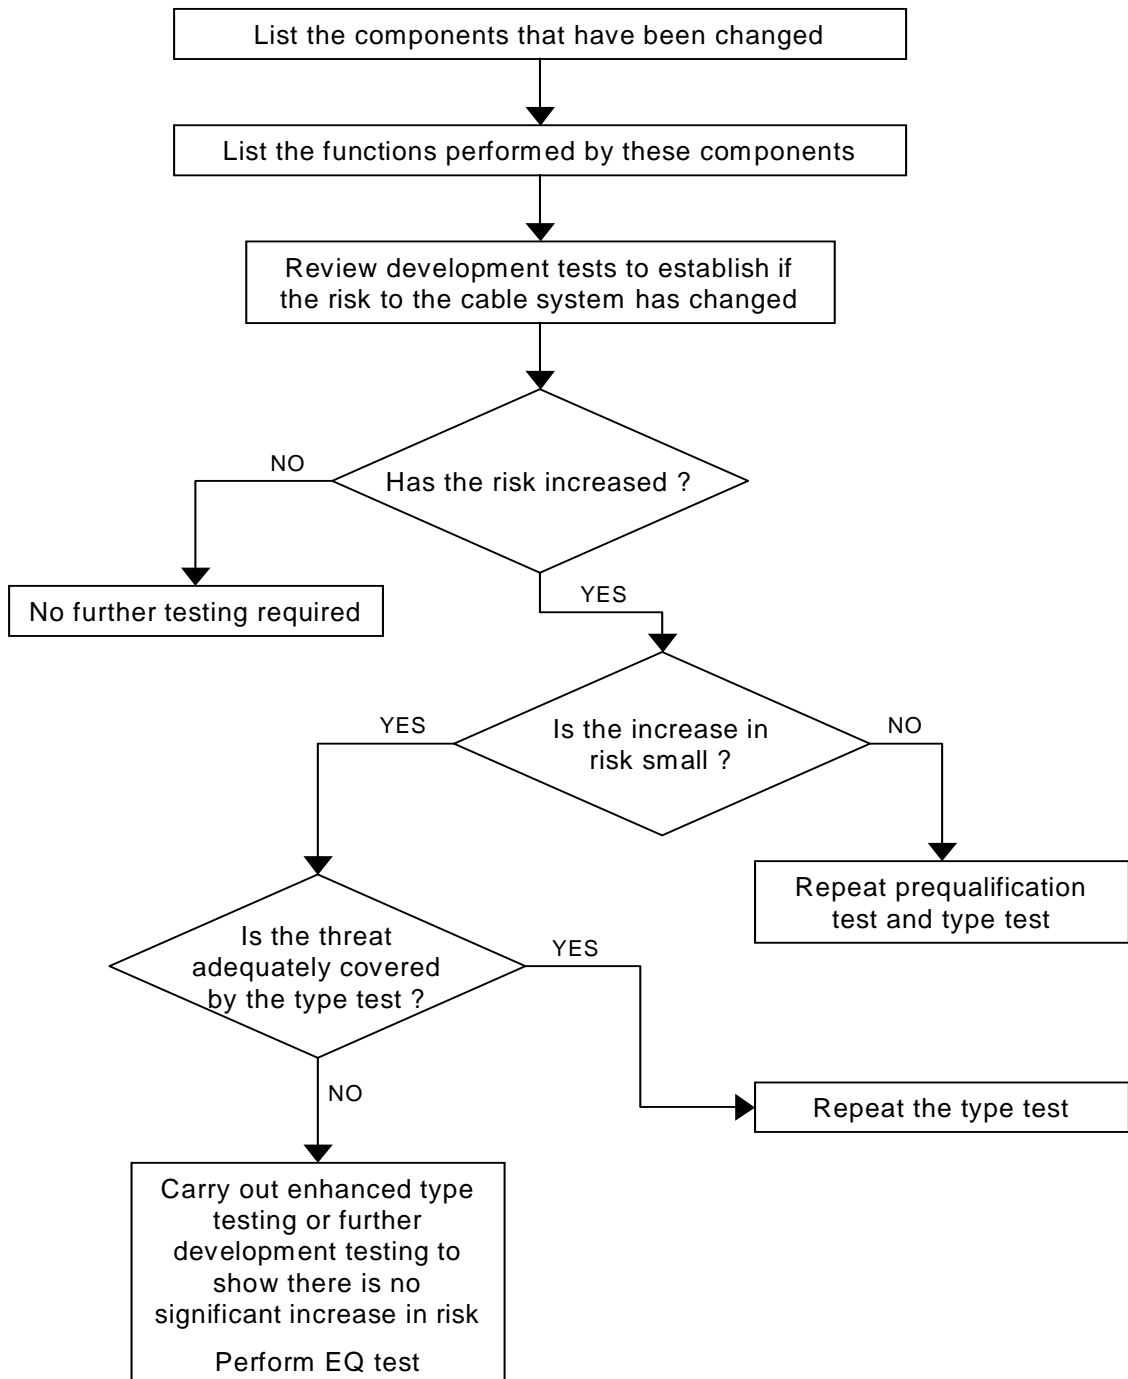 List the components that have been changed
List the functions performed by these components
Review development tests to establish if
the risk to the cable system has changed
NO
Has the risk increased ?
YES
No further testing required
YES
Is the increase in
risk small ?
NO
Repeat prequalification
test and type test
Is the threat
adequately covered
by the type test ?
YES
NO
Repeat the type test
Carry out enhanced type
testing or further
development testing to
show there is no
significant increase in risk
Perform EQ test